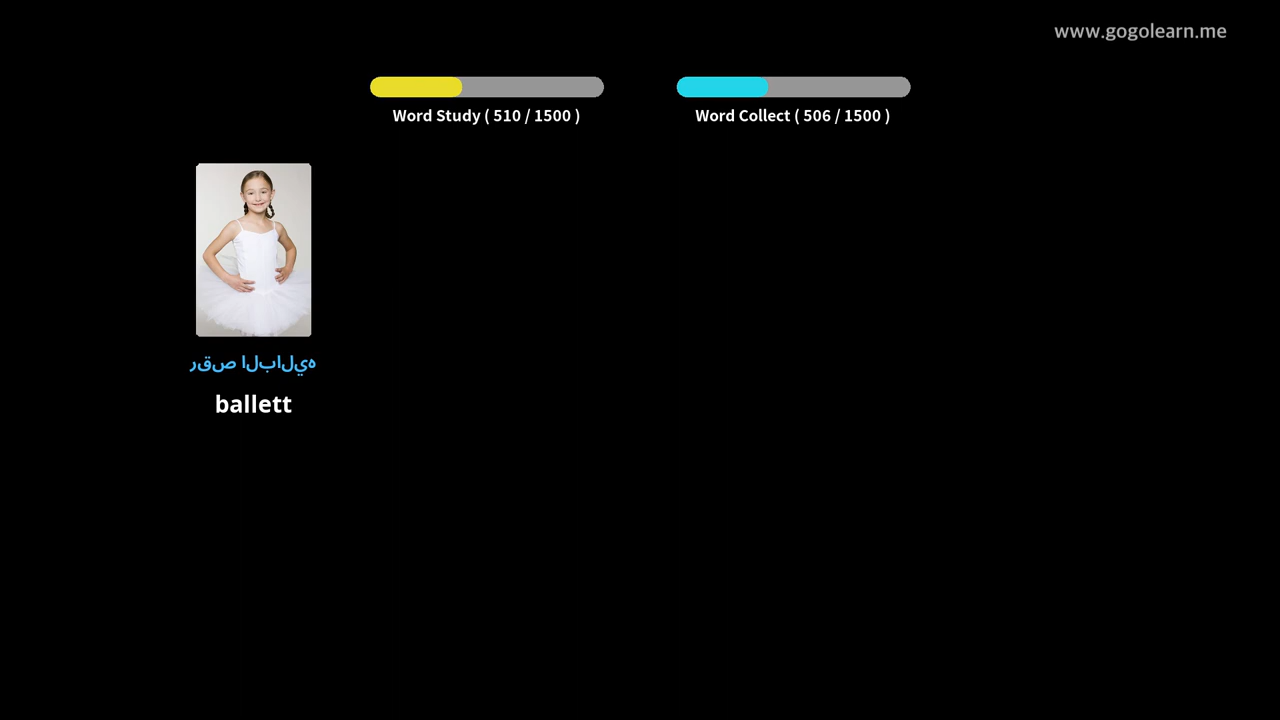 www.gogolearn.me
Word Study ( 510 / 1500 )
Word Collect ( 506 / 1500 )
رقص الباليه
ballett